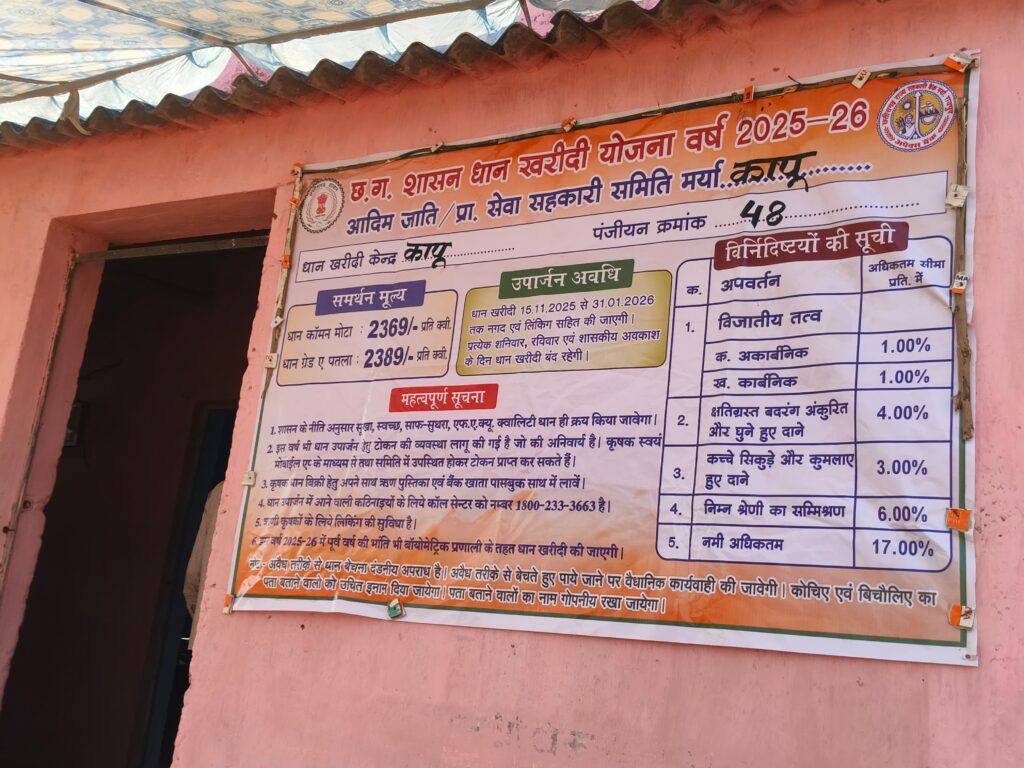 छ.ग. शासन धान खरीदी योजना वर्ष 2025-26
आदिम जाति/प्रा. सेवा सहकारी समिति मर्या. कापू
धान खरीदी केन्द्र कापू
पंजीयन क्रमांक 48
समर्थन मूल्य
धान कॉमन मोटा : 2369/- प्रति क्वी.
धान ग्रेड ए पतला : 2389/- प्रति क्वी.
उपार्जन अवधि
धान खरीदी 15.11.2025 से 31.01.2026
तक नगद एवं लिंकिंग सहित की जाएगी।
प्रत्येक शनिवार, रविवार एवं शासकीय अवकाश
के दिन धान खरीदी बंद रहेगी।
महत्वपूर्ण सूचना
1. शासन के नीति अनुसार सुखा, स्वच्छ, साफ-सुथरा, एफ.ए.क्यू. क्वालिटी धान ही क्रय किया जावेगा।
2. इस वर्ष भी धान उपार्जन हेतु टोकन की व्यवस्था लागू की गई है जो की अनिवार्य है। कृषक स्वयं
मोबाईल एप के माध्यम से तथा समिति में उपस्थित होकर टोकन प्राप्त कर सकते हैं।
3. कृषक धान विक्री हेतु अपने साथ ऋण पुस्तिका एवं बैंक खाता पासबुक साथ में लावें।
4. धान उपार्जन में आने वाली कठिनाइयों के लिये कॉल सेन्टर को नम्बर 1800-233-3663 है।
5. ऋणी कृषकों के लिये लिंकिंग की सुविधा है।
6. इस वर्ष 2025-26 में पूर्व वर्ष की भांति भी बॉयोमेट्रिक प्रणाली के तहत धान खरीदी की जाएगी।
नोट - अवैध तरीके से धान बेचना दंडनीय अपराध है। अवैध तरीके से बेचते हुए पाये जाने पर वैधानिक कार्यवाही की जावेगी। कोचिए एवं बिचौलिए का
पता बताने वालो को उचित इनाम दिया जायेगा। पता बताने वालों का नाम गोपनीय रखा जायेगा।
विनिर्दिष्टियों की सूची
क. अपवर्तन अधिकतम सीमा
प्रति. में
1. विजातीय तत्व
क. अकार्बनिक 1.00%
ख. कार्बनिक 1.00%
2. क्षतिग्रस्त बदरंग अंकुरित
और घुने हुए दाने 4.00%
3. कच्चे सिकुड़े और कुमलाए
हुए दाने 3.00%
4. निम्न श्रेणी का सम्मिश्रण 6.00%
5. नमी अधिकतम 17.00%